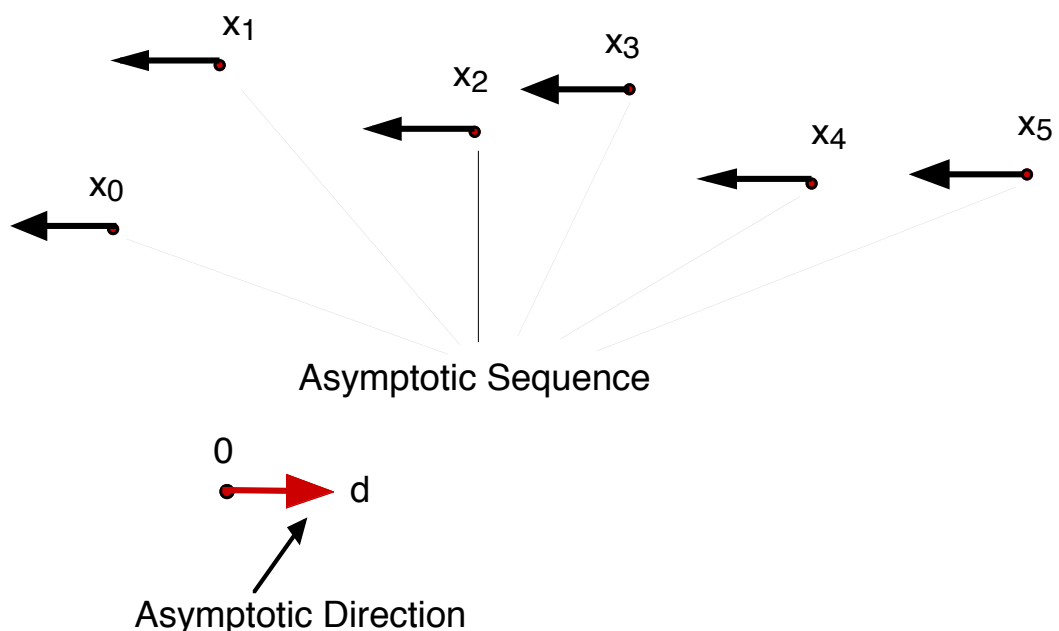 x1
x3
x2
x4
x5
x0
Asymptotic Sequence
0
d
Asymptotic Direction